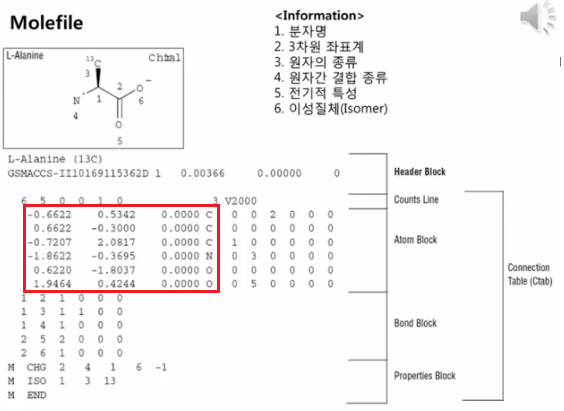 Molefile
<Information>
1. 분자명
2. 3차원 좌표계
3. 원자의 종류
4. 원자간 결합 종류
5. 전기적 특성
6. 이성질체(Isomer)
L-Alanine
13C
3
Chiral
2
O
-
6
N
4
1
O
5
L-Alanine (13C)
GSMACCS-II10169115362D 1 0.00366 0.00000 0
Header Block
6 5 0 0 1 0 3 V2000
Counts Line
-0.6622 0.5342 0.0000 C 0 0 2 0 0 0
0.6622 -0.3000 0.0000 C 0 0 0 0 0 0
-0.7207 2.0817 0.0000 C 1 0 0 0 0 0
-1.8622 -0.3695 0.0000 N 0 3 0 0 0 0
0.6220 -1.8037 0.0000 O 0 0 0 0 0 0
1.9464 0.4244 0.0000 O 0 5 0 0 0 0
Atom Block
Connection
Table (Ctab)
1 2 1 0 0 0
1 3 1 1 0 0
1 4 1 0 0 0
2 5 2 0 0 0
2 6 1 0 0 0
Bond Block
M CHG 2 4 1 6 -1
M ISO 1 3 13
M END
Properties Block